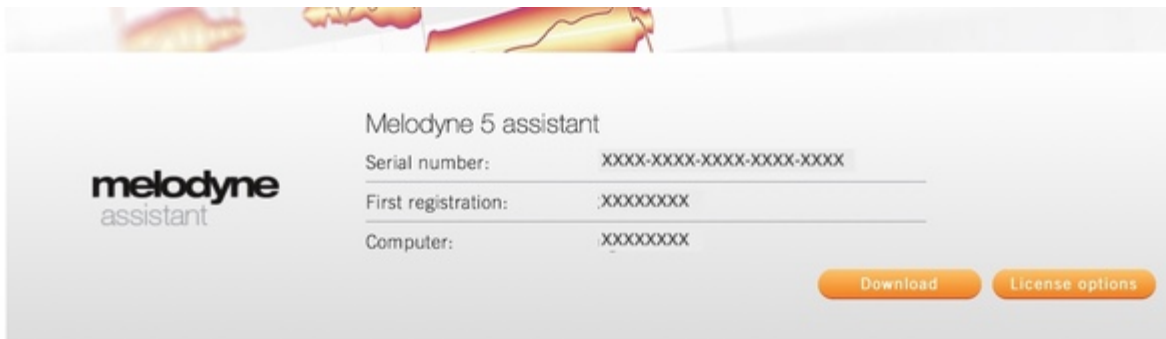 Melodyne 5 assistant
Serial number: XXXX-XXXX-XXXX-XXXX-XXXX
melodyne
assistant
First registration: XXXXXXXX
Computer: XXXXXXXX
Download License options